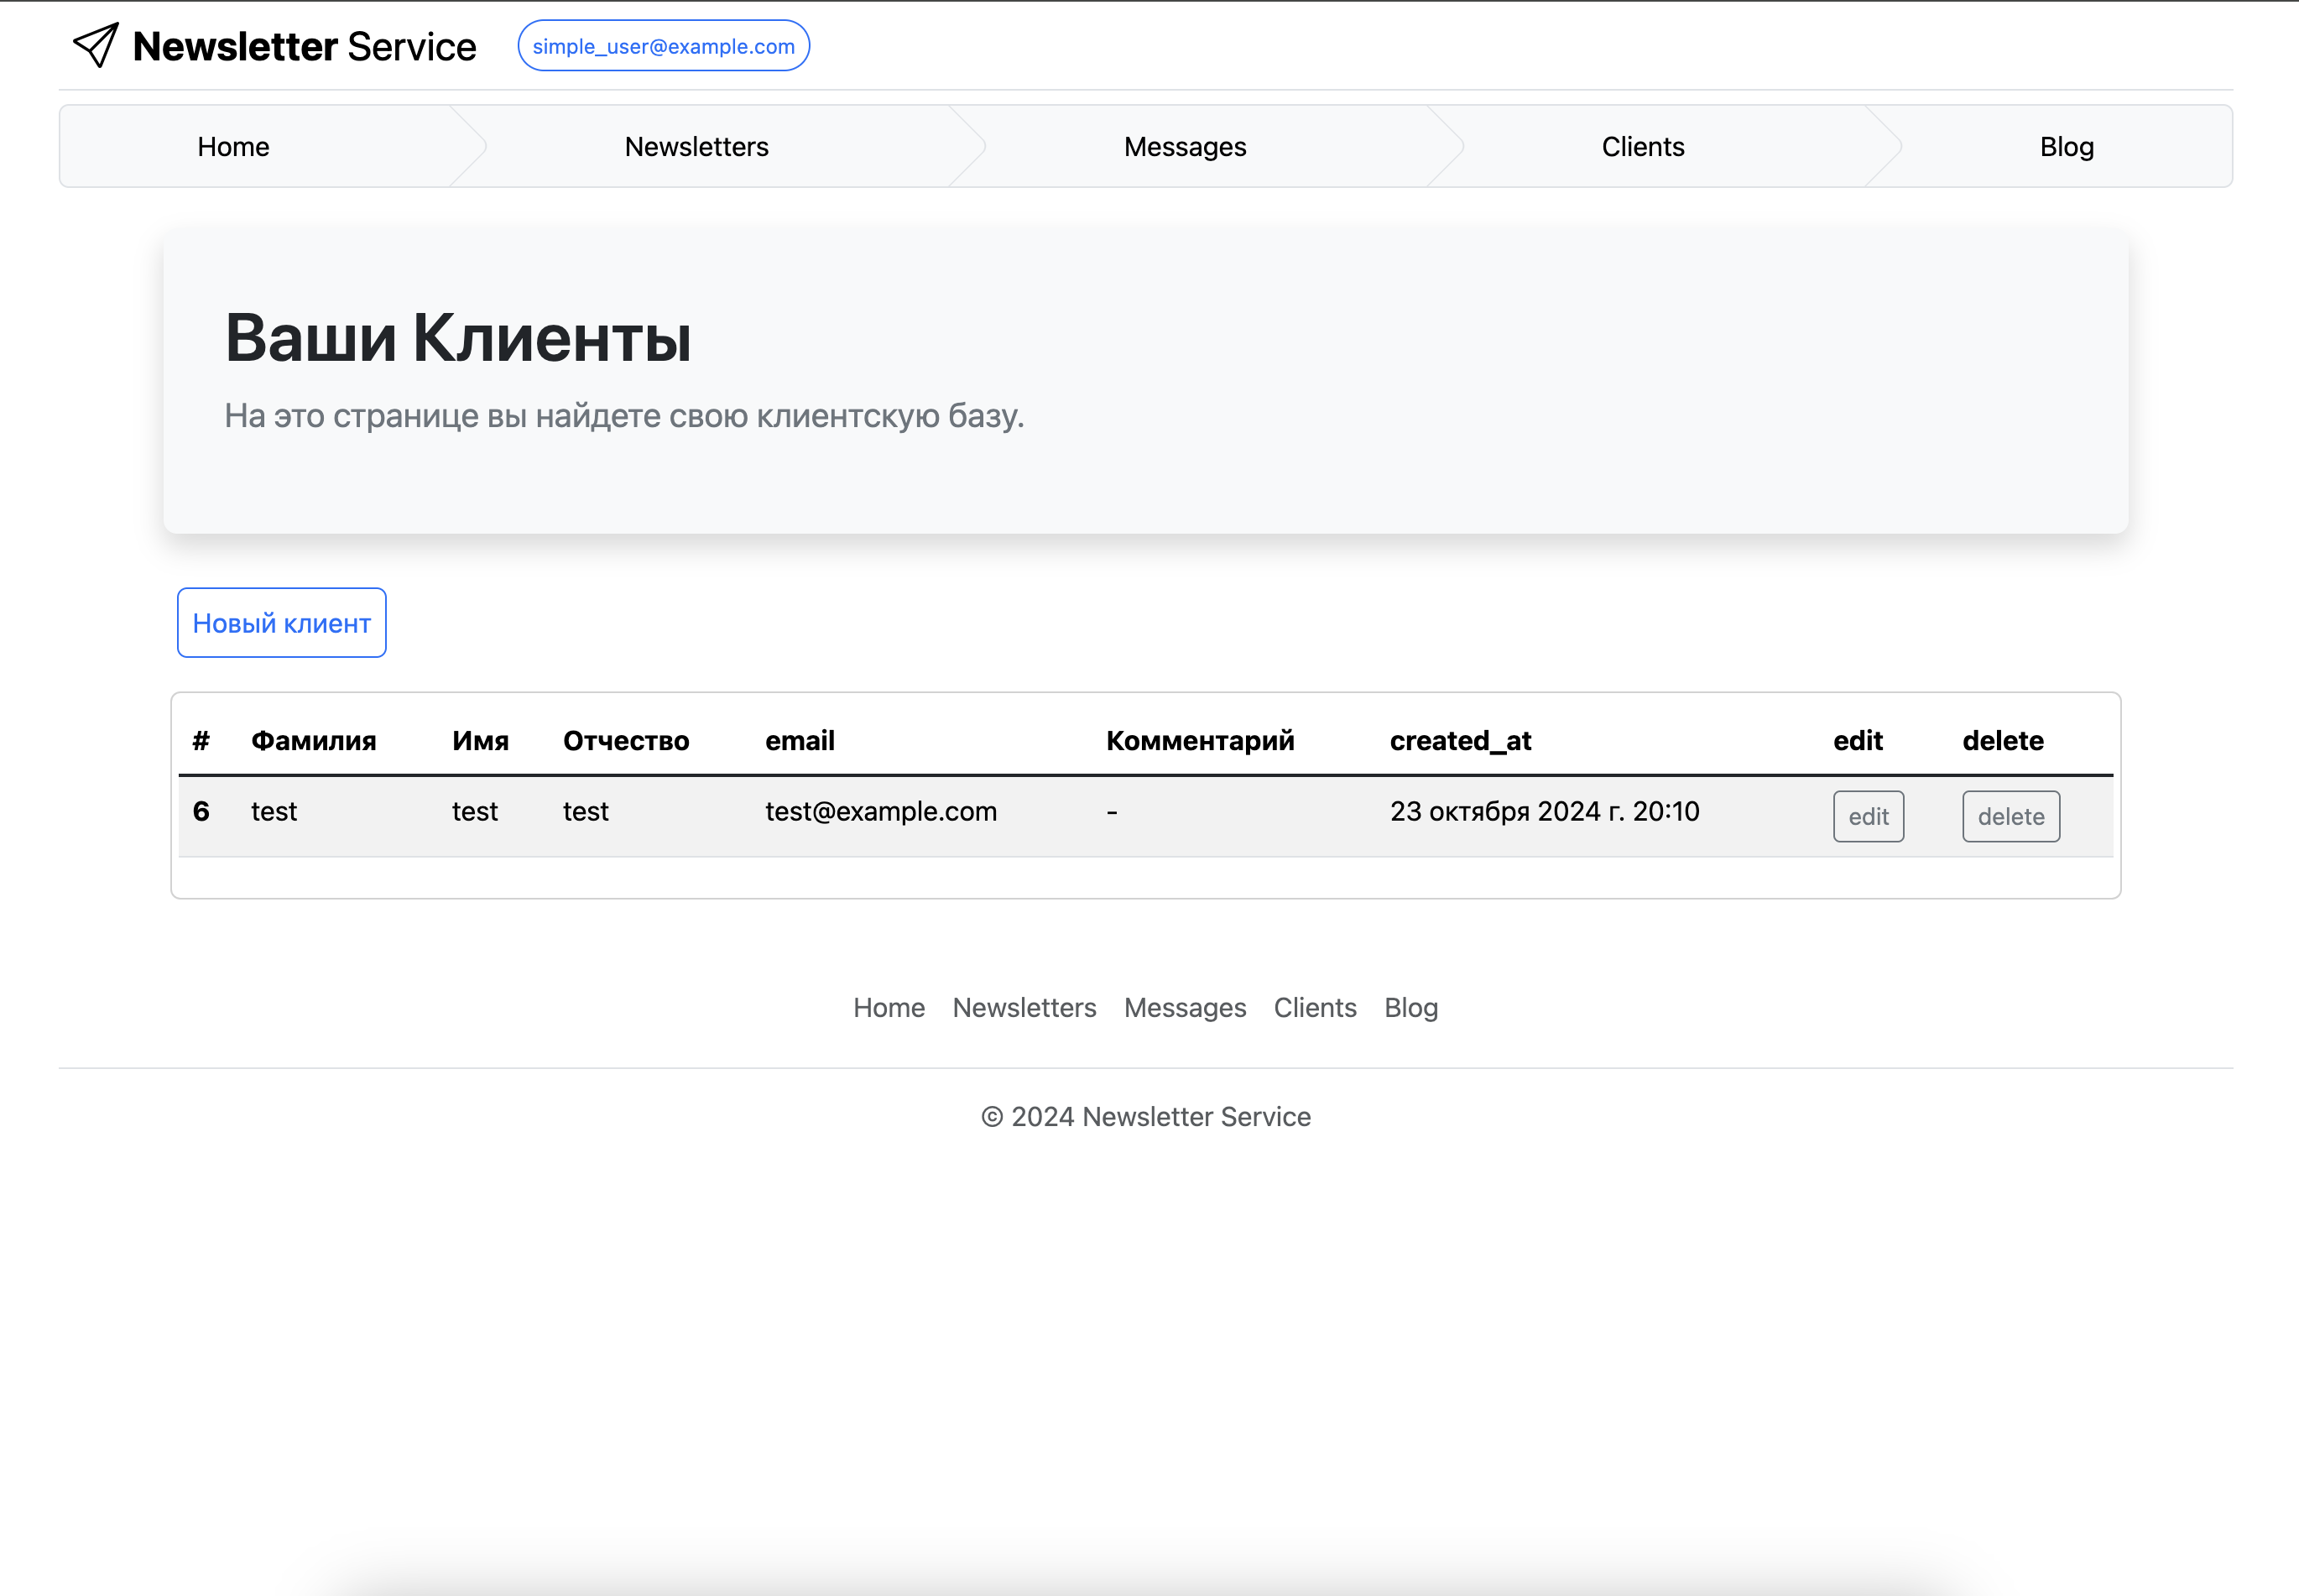 Newsletter Service simple_user@example.com
Home Newsletters Messages Clients Blog
Ваши Клиенты
На это странице вы найдете свою клиентскую базу.
Новый клиент
# Фамилия Имя Отчество email Комментарий created_at edit delete
6 test test test test@example.com - 23 октября 2024 г. 20:10 edit delete
Home Newsletters Messages Clients Blog
© 2024 Newsletter Service